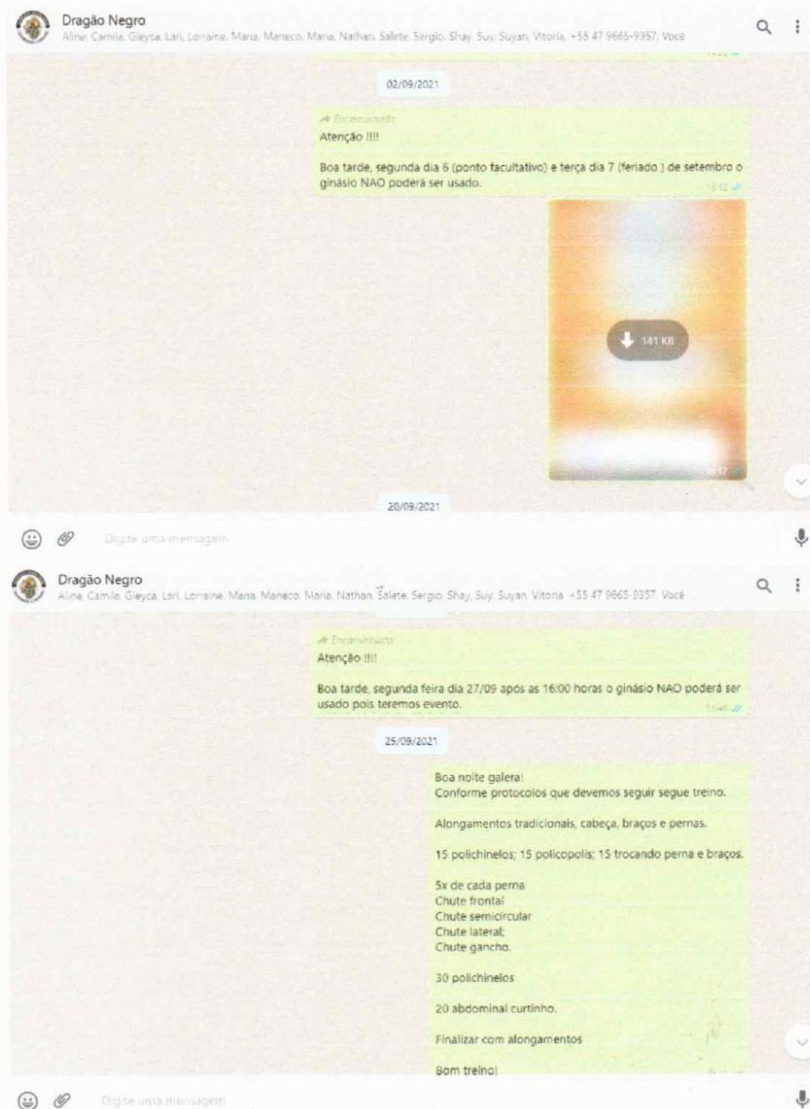 Dragão Negro
Aline, Camila, Gleyca, Lari, Lorraine, Maria, Maneco, Maria, Nathan, Salete, Sergio, Shay, Suy, Suyan, Vitoria, +55 47 9665-9357, Você
02/09/2021
Encaminhada
Atenção !!!!
Boa tarde, segunda dia 6 (ponto facultativo) e terça dia 7 (feriado ) de setembro o
ginásio NAO poderá ser usado.
141 KB
20/09/2021
Digite uma mensagem
Dragão Negro
Aline, Camila, Gleyca, Lari, Lorraine, Maria, Maneco, Maria, Nathan, Salete, Sergio, Shay, Suy, Suyan, Vitoria, +55 47 9665-9357, Você
Encaminhada
Atenção !!!!
Boa tarde, segunda feira dia 27/09 após as 16:00 horas o ginásio NAO poderá ser
usado pois teremos evento.
25/09/2021
Boa noite galera!
Conforme protocolos que devemos seguir segue treino.
Alongamentos tradicionais, cabeça, braços e pernas.
15 polichinelos; 15 policopolis; 15 trocando perna e braços.
5x de cada perna
Chute frontal
Chute semicircular
Chute lateral;
Chute gancho.
30 polichinelos
20 abdominal curtinho.
Finalizar com alongamentos
Bom treino!
Digite uma mensagem